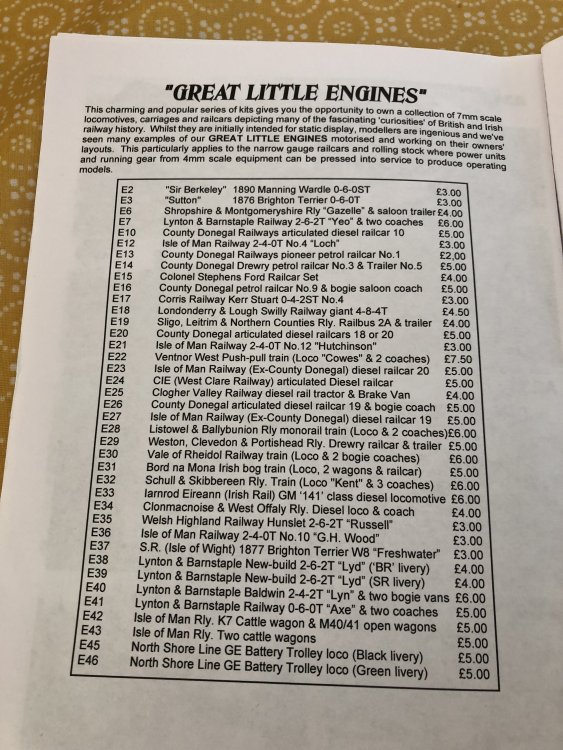 "GREAT LITTLE ENGINES"
This charming and popular series of kits gives you the opportunity to own a collection of 7mm scale
locomotives, carriages and railcars depicting many of the fascinating 'curiosities' of British and Irish
railway history. Whilst they are initially intended for static display, modellers are ingenious and we've
seen many examples of our GREAT LITTLE ENGINES motorised and working on their owners'
layouts. This particularly applies to the narrow gauge railcars and rolling stock where power units
and running gear from 4mm scale equipment can be pressed into service to produce operating
models.
E2 "Sir Berkeley" 1890 Manning Wardle 0-6-0ST £3.00
E3 "Sutton" 1876 Brighton Terrier 0-6-0T £3.00
E6 Shropshire & Montgomeryshire Rly "Gazelle" & saloon trailer £4.00
E7 Lynton & Barnstaple Railway 2-6-2T "Yeo" & two coaches £6.00
E10 County Donegal Railways articulated diesel railcar 10 £5.00
E12 Isle of Man Railway 2-4-0T No.4 "Loch" £3.00
E13 County Donegal Railways pioneer petrol railcar No.1 £2,00
E14 County Donegal Drewry petrol railcar No.3 & Trailer No.5 £5.00
E15 Colonel Stephens Ford Railcar Set £4.00
E16 County Donegal petrol railcar No.9 & bogie saloon coach £5.00
E17 Corris Railway Kerr Stuart 0-4-2ST No.4 £3.00
E18 Londonderry & Lough Swilly Railway giant 4-8-4T £4.50
E19 Sligo, Leitrim & Northern Counties Rly. Railbus 2A & trailer £4.00
E20 County Donegal articulated diesel railcars 18 or 20 £5.00
E21 Isle of Man Railway 2-4-0T No.12 "Hutchinson" £3.00
E22 Ventnor West Push-pull train (Loco "Cowes" & 2 coaches) £7.50
E23 Isle of Man Railway (Ex-County Donegal) diesel railcar 20 £5.00
E24 CIE (West Clare Railway) articulated Diesel railcar £5.00
E25 Clogher Valley Railway diesel rail tractor & Brake Van £4.00
E26 County Donegal articulated diesel railcar 19 & bogie coach £5.00
E27 Isle of Man Railway (Ex-County Donegal) diesel railcar 19 £5.00
E28 Listowel & Ballybunion Rly monorail train (Loco & 2 coaches) £6.00
E29 Weston, Clevedon & Portishead Rly. Drewry railcar & trailer £5.00
E30 Vale of Rheidol Railway train (Loco & 2 bogie coaches) £6.00
E31 Bord na Mona Irish bog train (Loco, 2 wagons & railcar) £5.00
E32 Schull & Skibbereen Rly. Train (Loco "Kent" & 3 coaches) £6.00
E33 Iarnrod Eireann (Irish Rail) GM '141' class diesel locomotive £6.00
E34 Clonmacnoise & West Offaly Rly. Diesel loco & coach £4.00
E35 Welsh Highland Railway Hunslet 2-6-2T "Russell" £3.00
E36 Isle of Man Railway 2-4-0T No.10 "G.H. Wood" £3.00
E37 S.R. (Isle of Wight) 1877 Brighton Terrier W8 "Freshwater" £3.00
E38 Lynton & Barnstaple New-build 2-6-2T "Lyd" ('BR' livery) £4.00
E39 Lynton & Barnstaple New-build 2-6-2T "Lyd" (SR livery) £4.00
E40 Lynton & Barnstaple Baldwin 2-4-2T "Lyn" & two bogie vans £6.00
E41 Lynton & Barnstaple Railway 0-6-0T "Axe" & two coaches £5.00
E42 Isle of Man Rly. K7 Cattle wagon & M40/41 open wagons £5.00
E43 Isle of Man Rly. Two cattle wagons £5.00
E45 North Shore Line GE Battery Trolley loco (Black livery) £5.00
E46 North Shore Line GE Battery Trolley loco (Green livery) £5.00